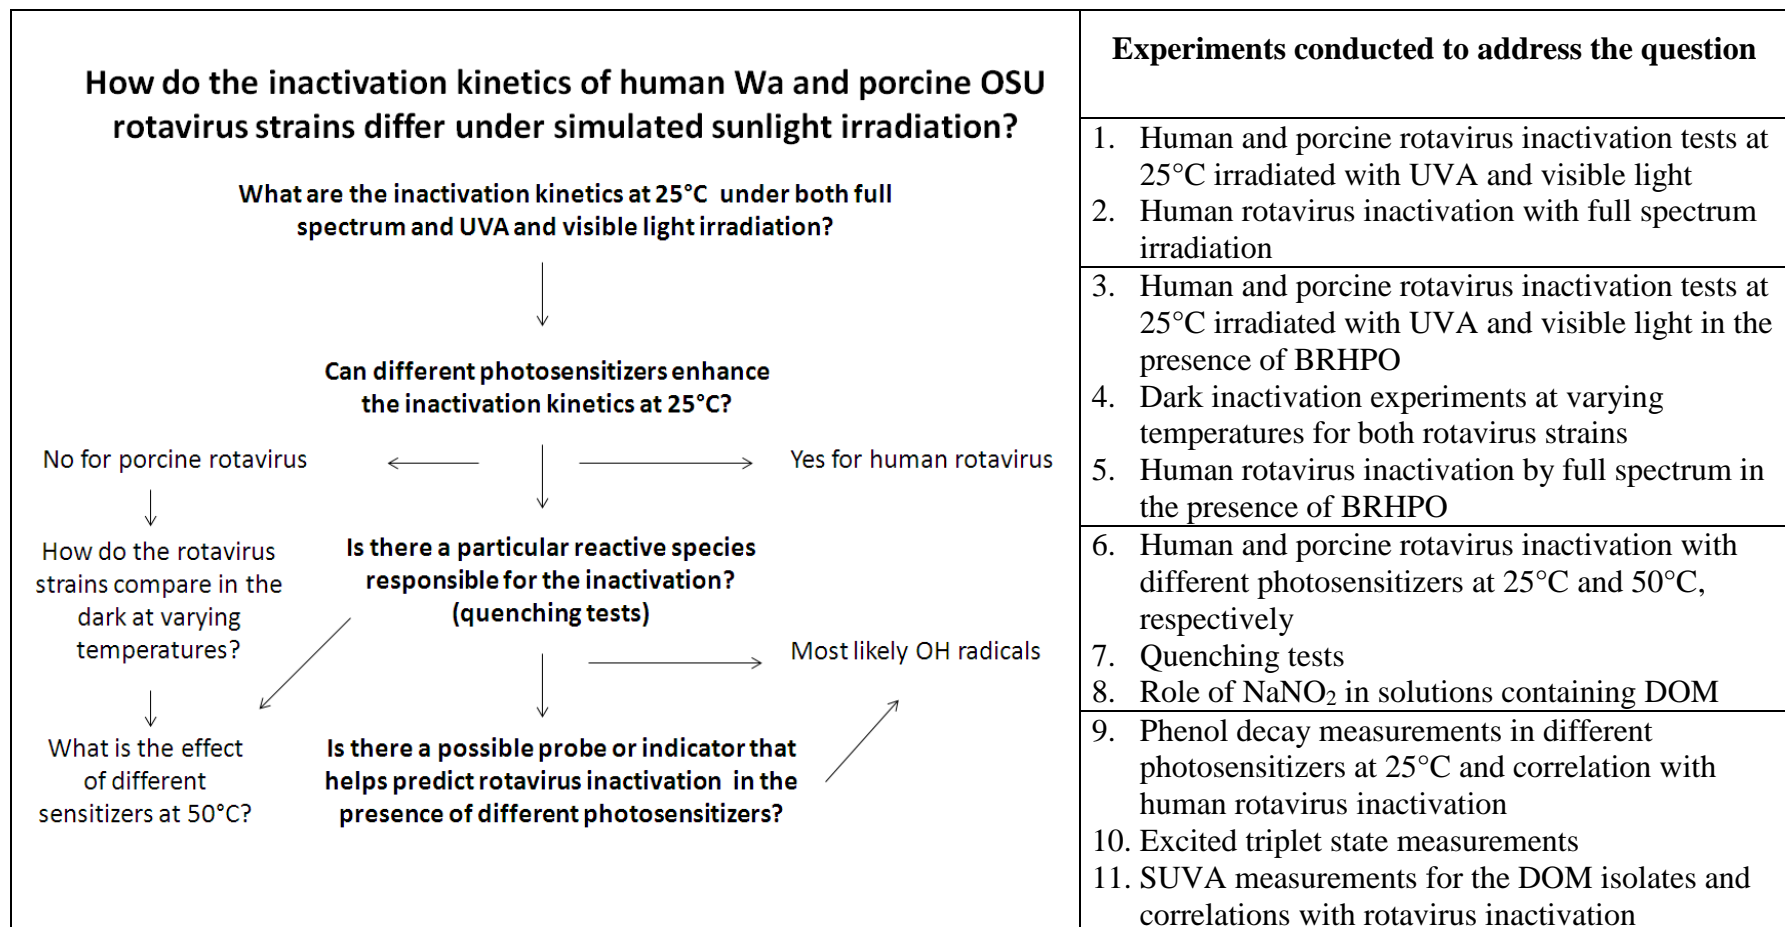 How do the inactivation kinetics of human Wa and porcine OSU
rotavirus strains differ under simulated sunlight irradiation?
What are the inactivation kinetics at 25°C under both full
spectrum and UVA and visible light irradiation?
Can different photosensitizers enhance
the inactivation kinetics at 25°C?
No for porcine rotavirus
Yes for human rotavirus
How do the rotavirus
strains compare in the
dark at varying
temperatures?
Is there a particular reactive species
responsible for the inactivation?
(quenching tests)
Most likely OH radicals
What is the effect
of different
sensitizers at 50°C?
Is there a possible probe or indicator that
helps predict rotavirus inactivation in the
presence of different photosensitizers?
Experiments conducted to address the question
1. Human and porcine rotavirus inactivation tests at
25°C irradiated with UVA and visible light
2. Human rotavirus inactivation with full spectrum
irradiation
3. Human and porcine rotavirus inactivation tests at
25°C irradiated with UVA and visible light in the
presence of BRHPO
4. Dark inactivation experiments at varying
temperatures for both rotavirus strains
5. Human rotavirus inactivation by full spectrum in
the presence of BRHPO
6. Human and porcine rotavirus inactivation with
different photosensitizers at 25°C and 50°C,
respectively
7. Quenching tests
8. Role of NaNO₂ in solutions containing DOM
9. Phenol decay measurements in different
photosensitizers at 25°C and correlation with
human rotavirus inactivation
10. Excited triplet state measurements
11. SUVA measurements for the DOM isolates and
correlations with rotavirus inactivation